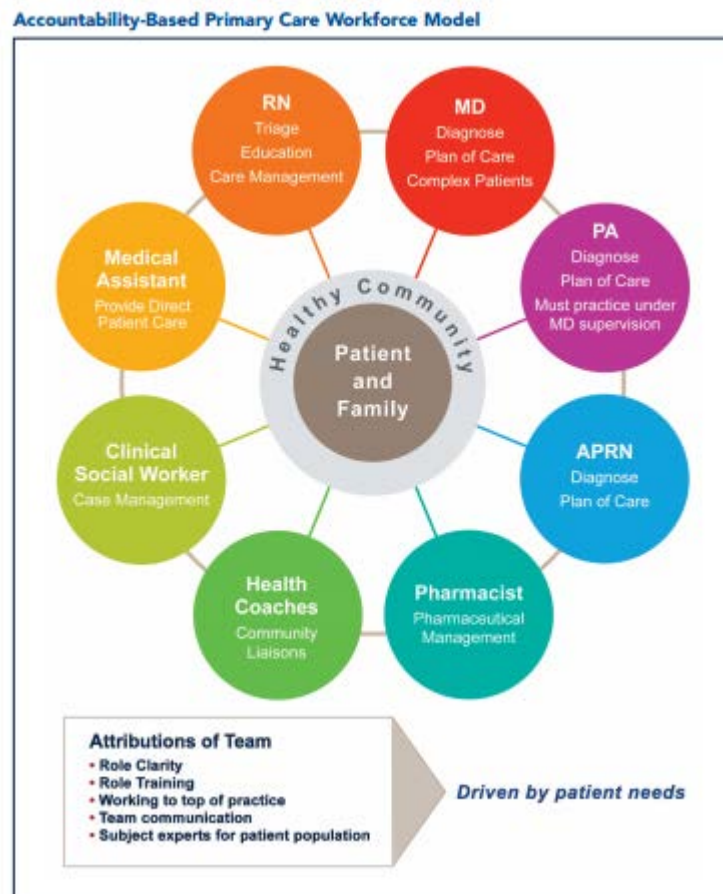 Accountability-Based Primary Care Workforce Model
RN
Triage
Education
Care Management
MD
Diagnose
Plan of Care
Complex Patients
PA
Diagnose
Plan of Care
Must practice under
MD supervision
APRN
Diagnose
Plan of Care
Pharmacist
Pharmaceutical
Management
Health
Coaches
Community
Liaisons
Clinical
Social Worker
Case Management
Medical
Assistant
Provide Direct
Patient Care
Healthy Community
Patient
and
Family
Attributions of Team
• Role Clarity
• Role Training
• Working to top of practice
• Team communication
• Subject experts for patient population
Driven by patient needs